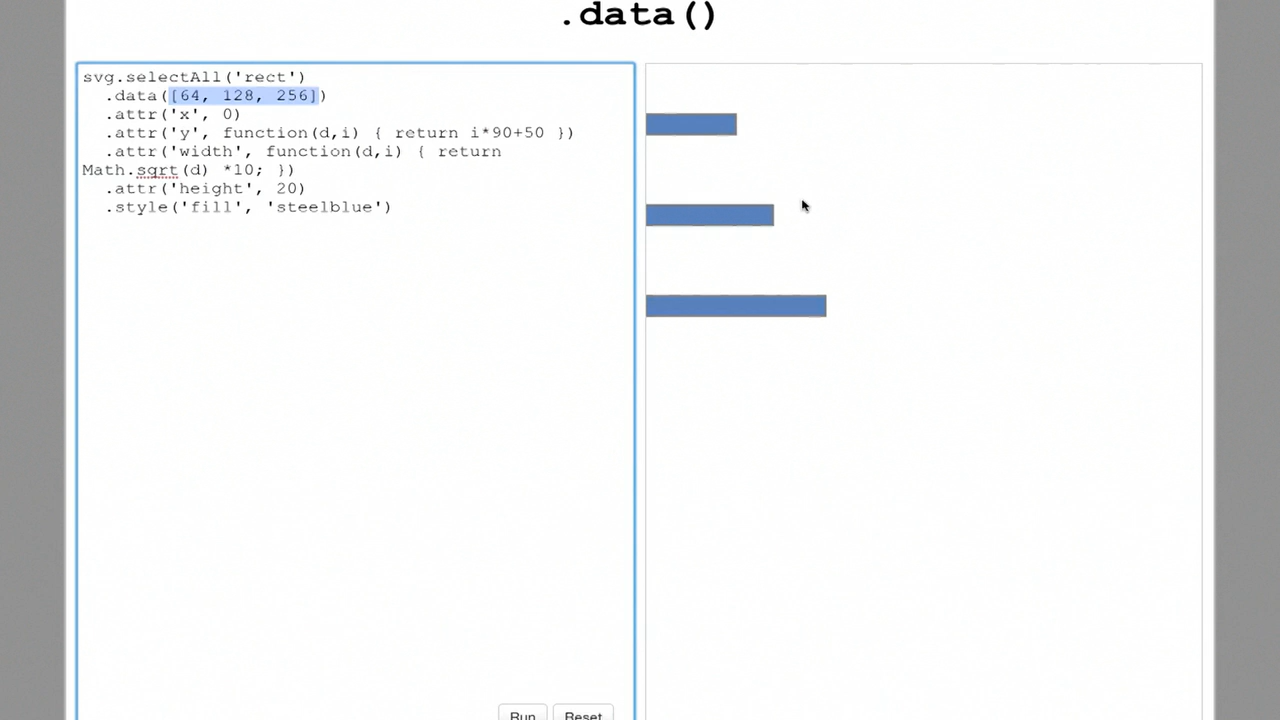 .data()
svg.selectAll('rect')
  .data([64, 128, 256])
  .attr('x', 0)
  .attr('y', function(d,i) { return i*90+50 })
  .attr('width', function(d,i) { return
Math.sqrt(d) *10; })
  .attr('height', 20)
  .style('fill', 'steelblue')
Run Reset